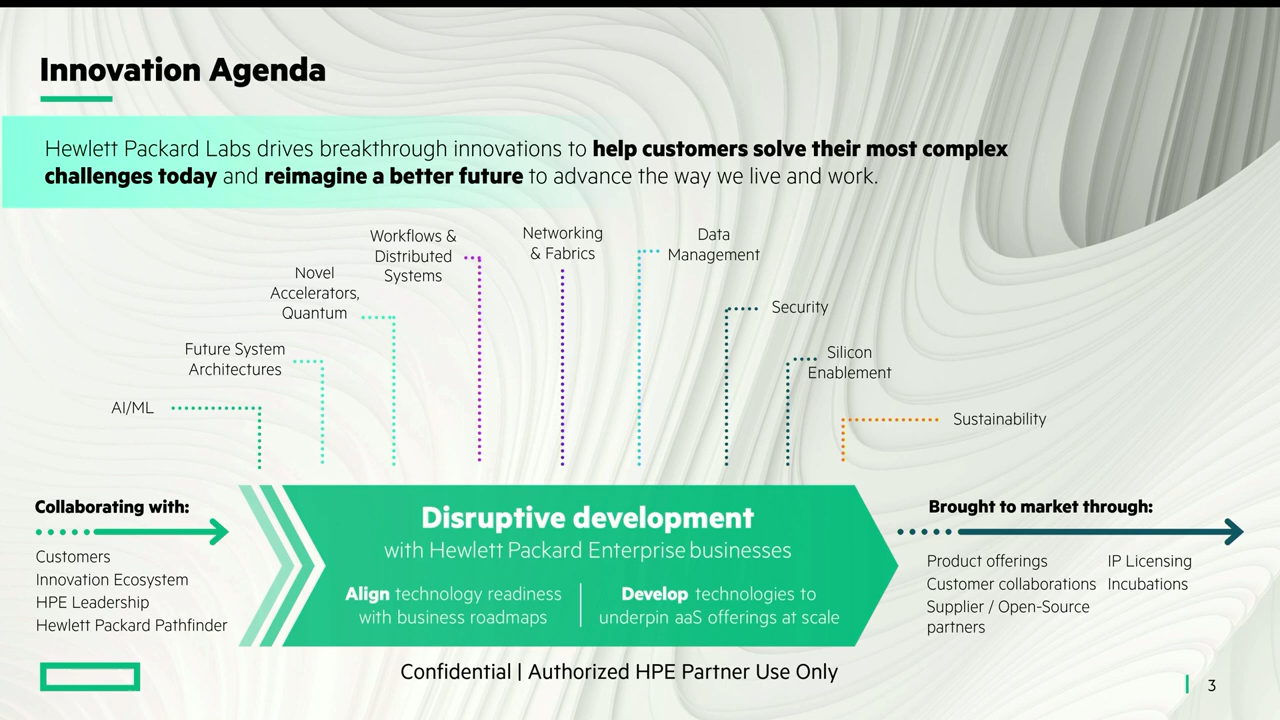 Innovation Agenda
Hewlett Packard Labs drives breakthrough innovations to help customers solve their most complex
challenges today and reimagine a better future to advance the way we live and work.
AI/ML
Future System
Architectures
Novel
Accelerators,
Quantum
Workflows &
Distributed
Systems
Networking
& Fabrics
Data
Management
Security
Silicon
Enablement
Sustainability
Collaborating with:
Customers
Innovation Ecosystem
HPE Leadership
Hewlett Packard Pathfinder
Disruptive development
with Hewlett Packard Enterprise businesses
Align technology readiness
with business roadmaps
Develop technologies to
underpin aaS offerings at scale
Brought to market through:
Product offerings
Customer collaborations
Supplier / Open-Source
partners
IP Licensing
Incubations
Confidential | Authorized HPE Partner Use Only
3